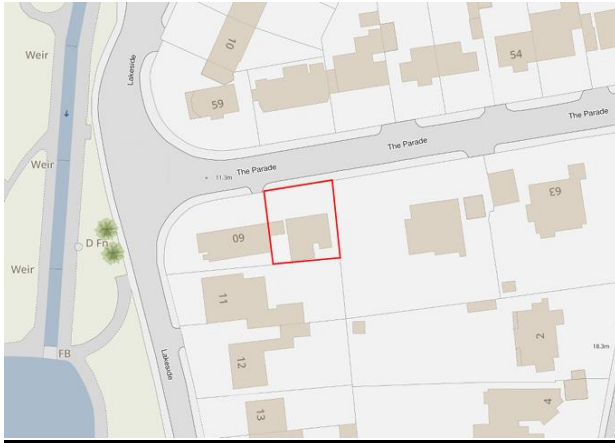 Weir
10
Lakeside
54
59
The Parade
The Parade
Weir
The Parade
11.3m
63
D Fn
60
Weir
11
2
18.3m
FB
12
Lakeside
4
13